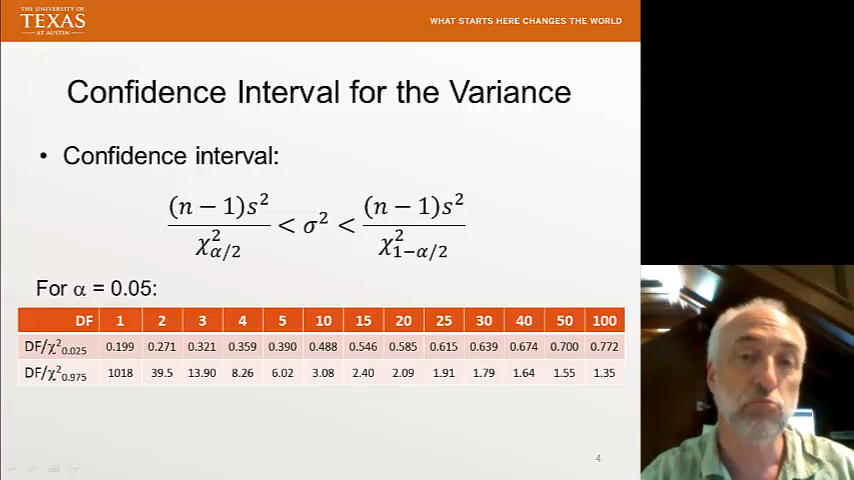 THE UNIVERSITY OF
TEXAS
AT AUSTIN
WHAT STARTS HERE CHANGES THE WORLD
Confidence Interval for the Variance
• Confidence interval:
(n − 1)s² / χ²α/2 < σ² < (n − 1)s² / χ²1−α/2
For α = 0.05:
DF 1 2 3 4 5 10 15 20 25 30 40 50 100
DF/χ²0.025 0.199 0.271 0.321 0.359 0.390 0.488 0.546 0.585 0.615 0.639 0.674 0.700 0.772
DF/χ²0.975 1018 39.5 13.90 8.26 6.02 3.08 2.40 2.09 1.91 1.79 1.64 1.55 1.35
4